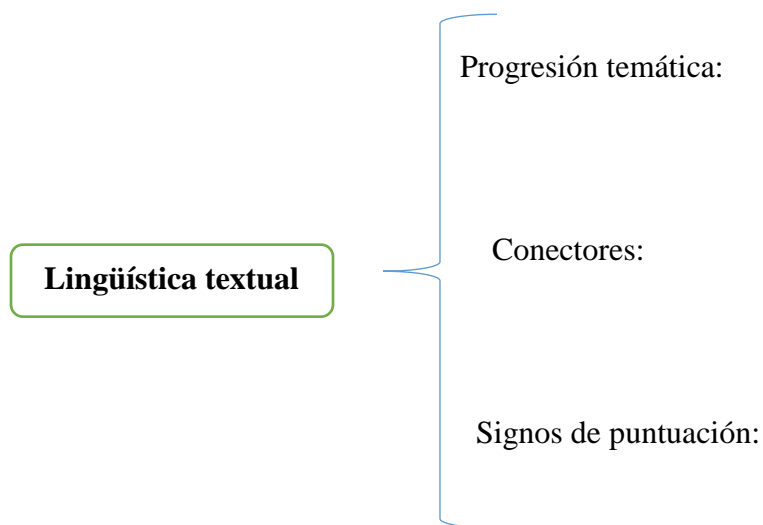 Progresión temática:
Lingüística textual
Conectores:
Signos de puntuación: